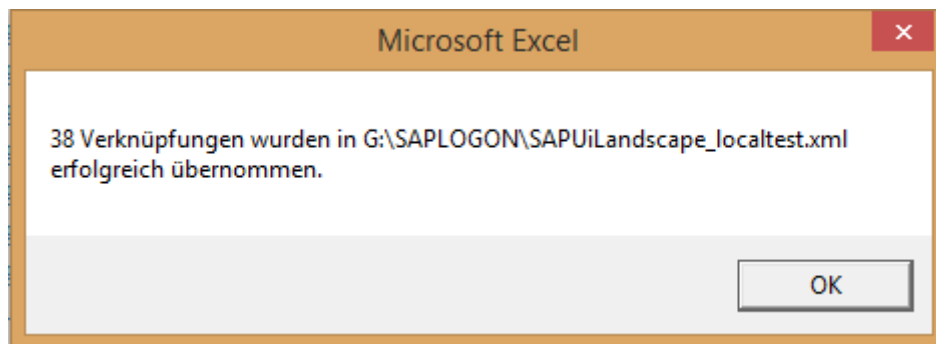 Microsoft Excel
38 Verknüpfungen wurden in G:\SAPLOGON\SAPUiLandscape_localtest.xml
erfolgreich übernommen.
OK